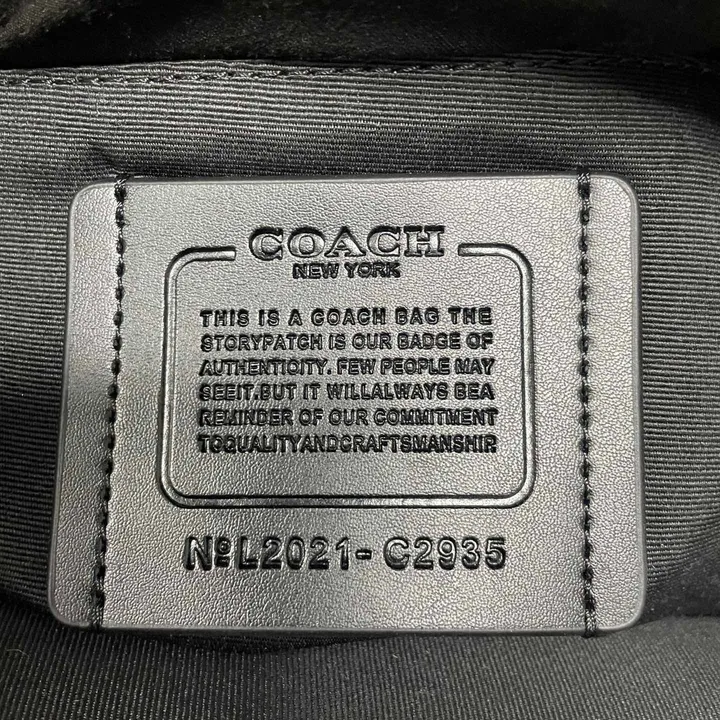 COACH
NEW YORK
THIS IS A COACH BAG THE
STORYPATCH IS OUR BADGE OF
AUTHENTICITY. FEW PEOPLE MAY
SEEIT.BUT IT WILLALWAYS BEA
REMINDER OF OUR COMMITMENT
TOQUALITYANDCRAFTSMANSHIP.
№L2021-C2935